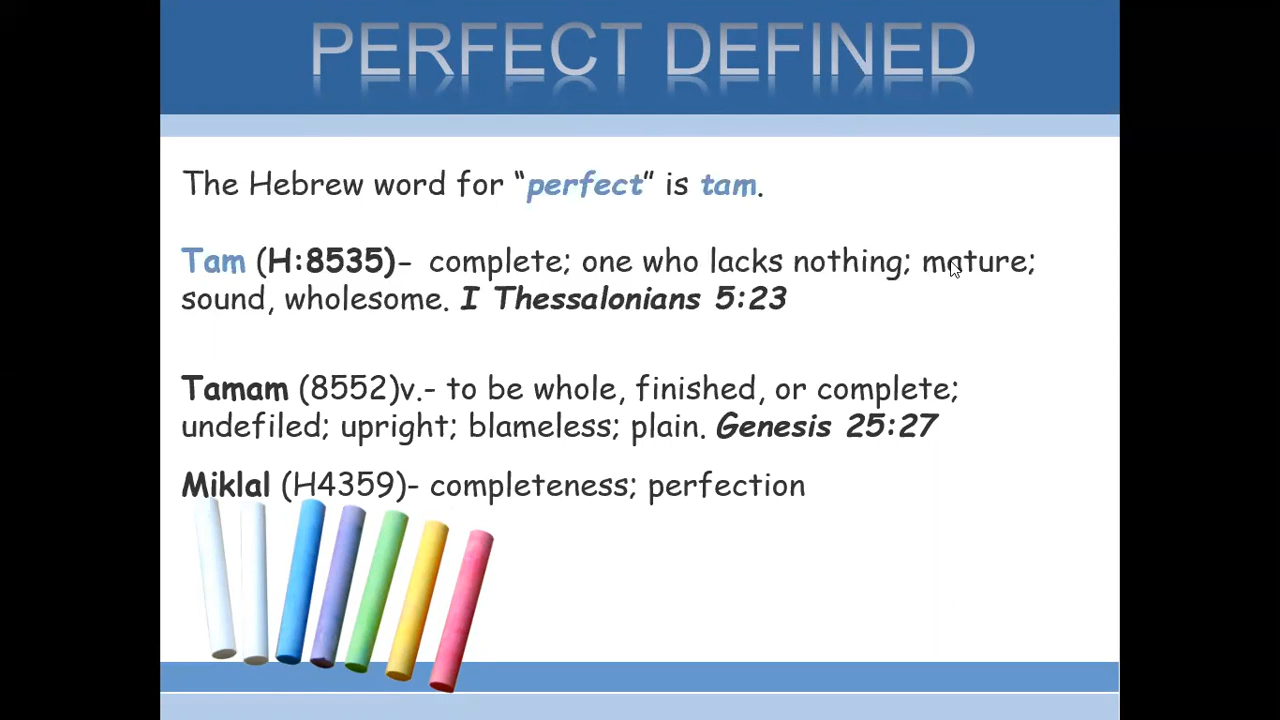 PERFECT DEFINED
The Hebrew word for “perfect” is tam.
Tam (H:8535)– complete; one who lacks nothing; mature;
sound, wholesome. I Thessalonians 5:23
Tamam (8552)v.- to be whole, finished, or complete;
undefiled; upright; blameless; plain. Genesis 25:27
Miklal (H4359)- completeness; perfection